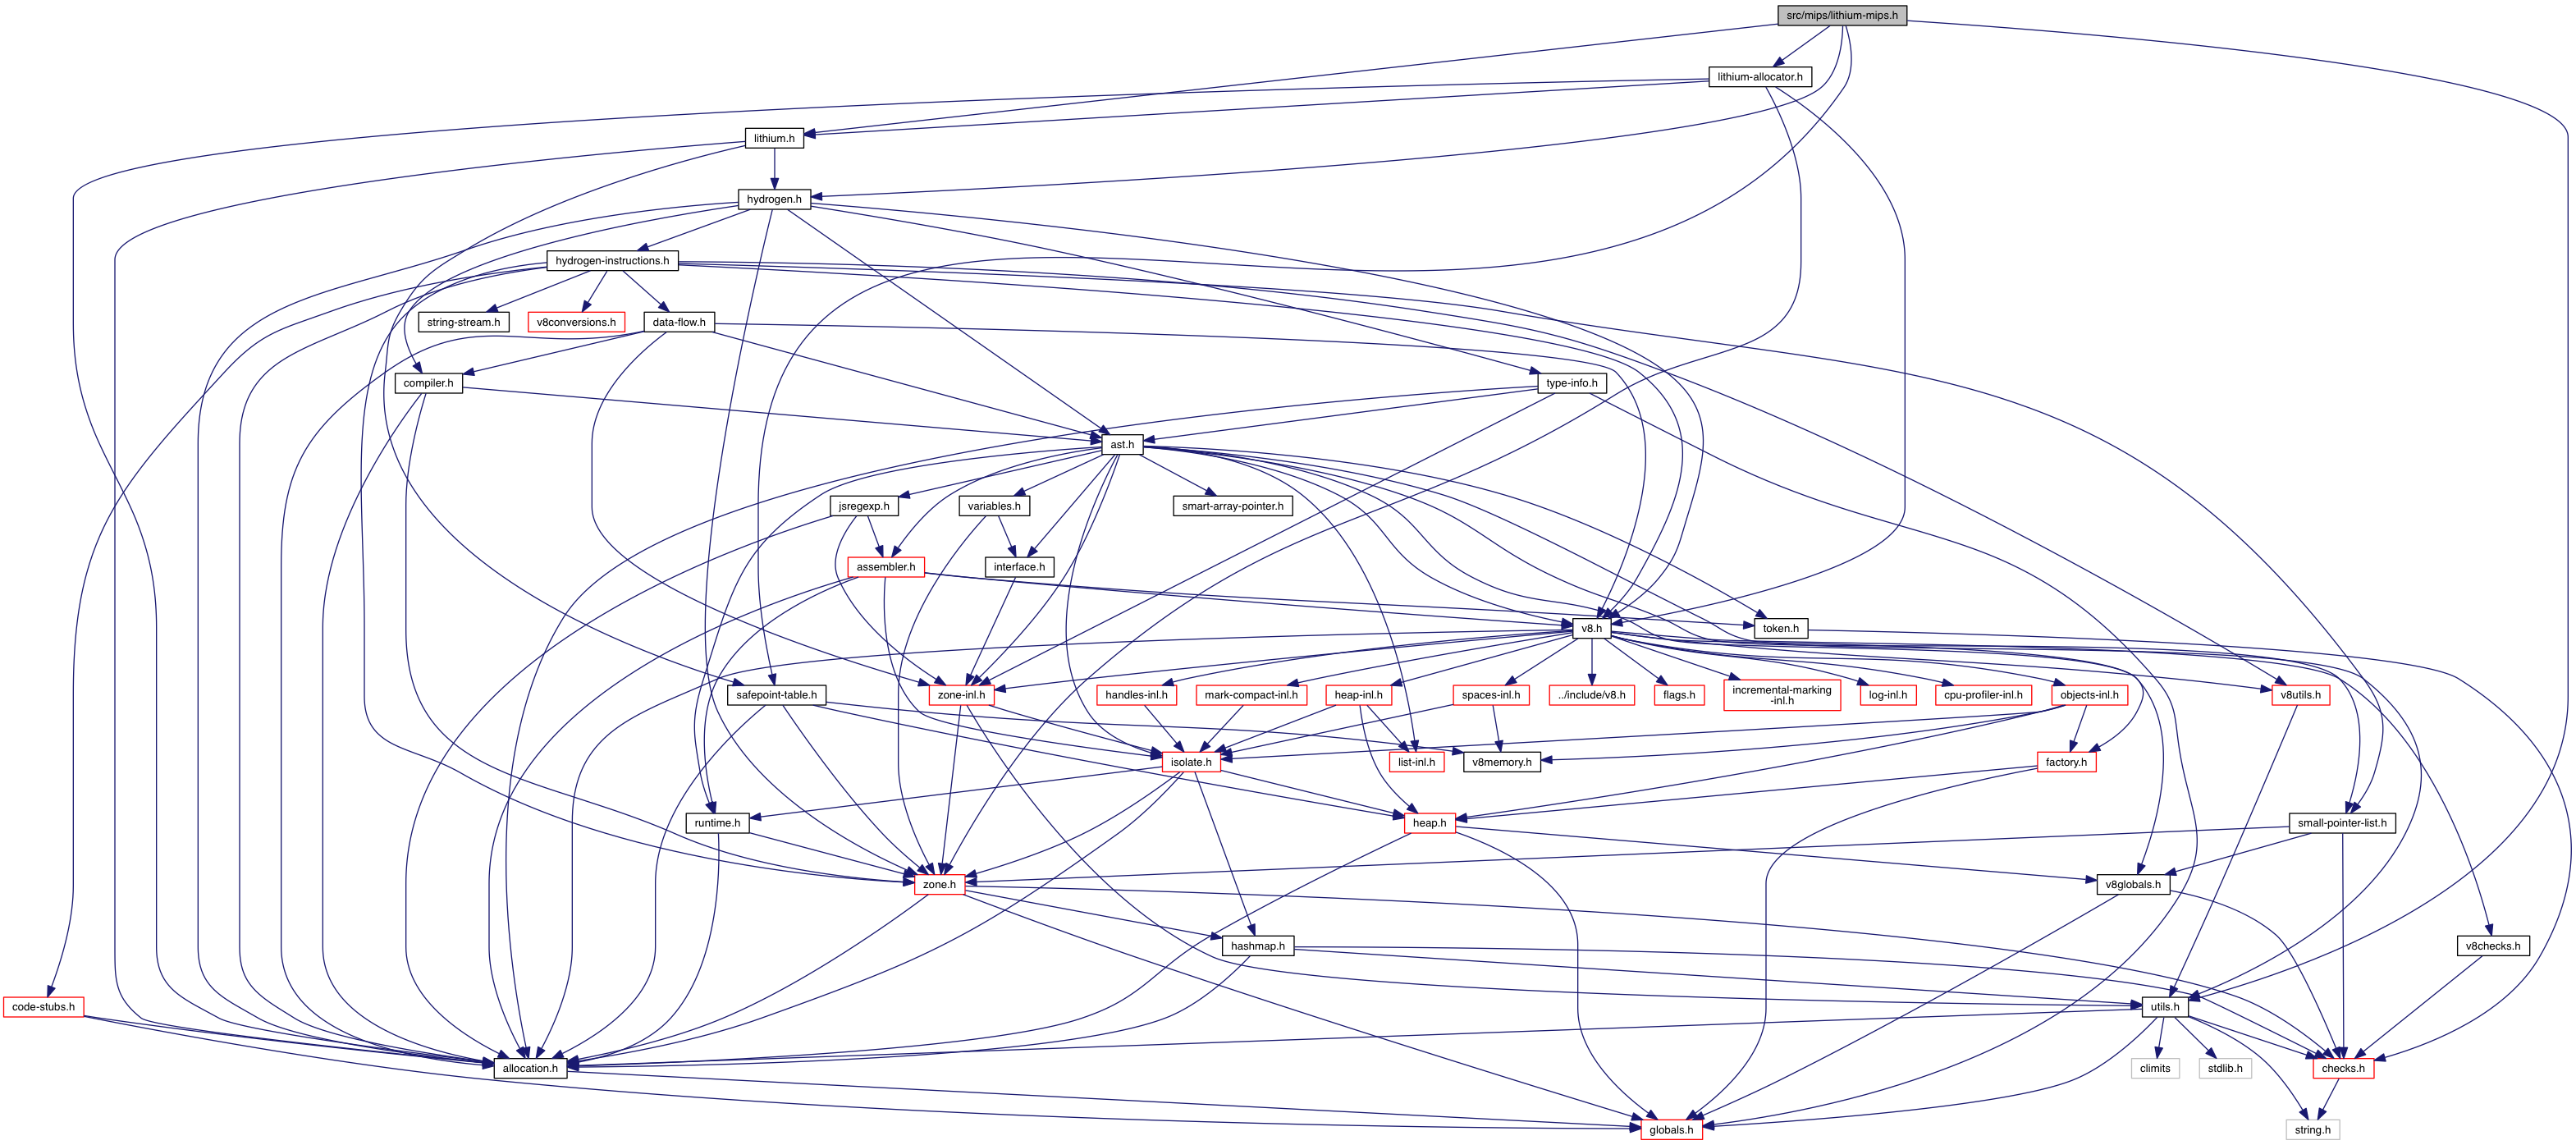 src/mips/lithium-mips.h
lithium-allocator.h
lithium.h
hydrogen.h
hydrogen-instructions.h
string-stream.h
v8conversions.h
data-flow.h
compiler.h
type-info.h
ast.h
jsregexp.h
variables.h
smart-array-pointer.h
assembler.h
interface.h
v8.h
token.h
safepoint-table.h
zone-inl.h
handles-inl.h
mark-compact-inl.h
heap-inl.h
spaces-inl.h
../include/v8.h
flags.h
incremental-marking
-inl.h
log-inl.h
cpu-profiler-inl.h
objects-inl.h
v8utils.h
isolate.h
list-inl.h
v8memory.h
factory.h
runtime.h
heap.h
small-pointer-list.h
zone.h
v8globals.h
hashmap.h
v8checks.h
code-stubs.h
utils.h
allocation.h
climits
stdlib.h
checks.h
globals.h
string.h